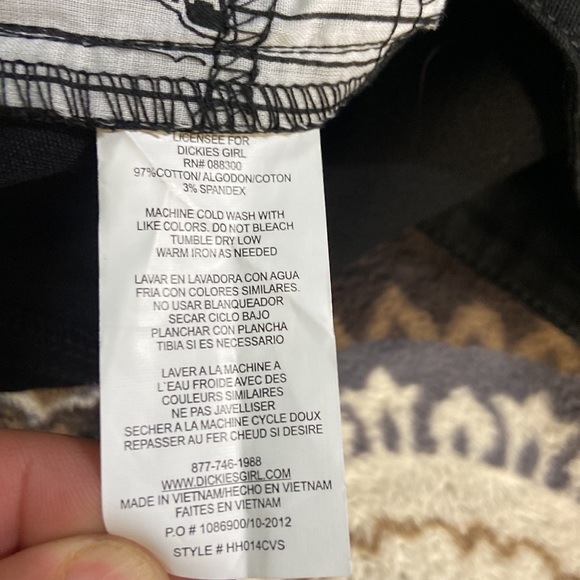 LICENSEE FOR
DICKIES GIRL
RN# 088300
97%COTTON/ ALGODON/COTON
3% SPANDEX
MACHINE COLD WASH WITH
LIKE COLORS. DO NOT BLEACH
TUMBLE DRY LOW
WARM IRON AS NEEDED
LAVAR EN LAVADORA CON AGUA
FRIA CON COLORES SIMILARES.
NO USAR BLANQUEADOR
SECAR CICLO BAJO
PLANCHAR CON PLANCHA
TIBIA SI ES NECESSARIO
LAVER A LA MACHINE A
L'EAU FROIDE AVEC DES
COULEURS SIMILAIRES
NE PAS JAVELLISER
SECHER A LA MACHINE CYCLE DOUX
REPASSER AU FER CHEUD SI DESIRE
877-746-1988
WWW.DICKIESGIRL.COM
MADE IN VIETNAM/HECHO EN VIETNAM
FAITES EN VIETNAM
P.O # 1086900/10-2012
STYLE # HH014CVS